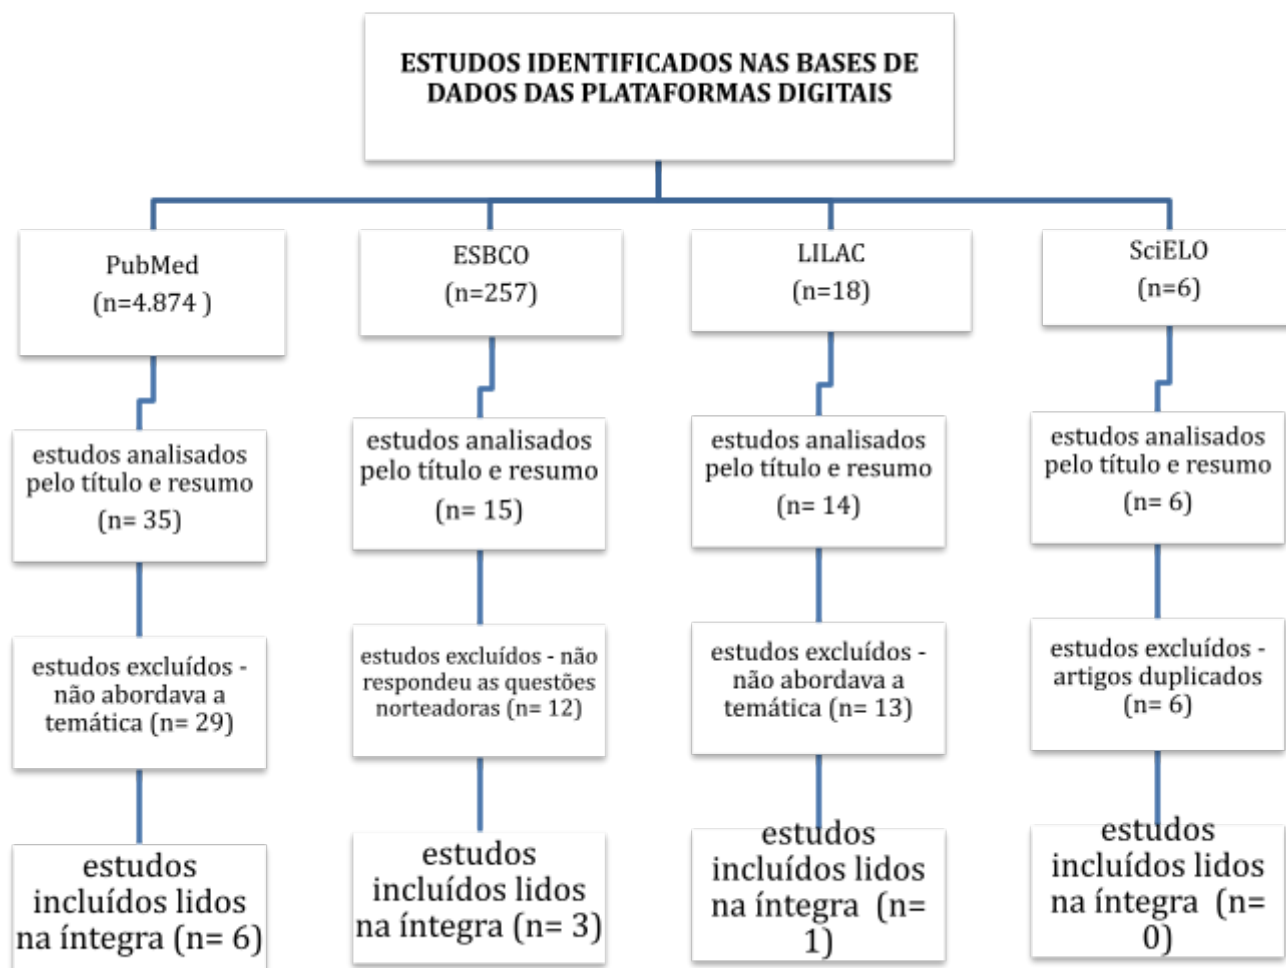 ESTUDOS IDENTIFICADOS NAS BASES DE
DADOS DAS PLATAFORMAS DIGITAIS
PubMed
(n=4.874 )
ESBCO
(n=257)
LILAC
(n=18)
SciELO
(n=6)
estudos analisados
pelo título e resumo
(n= 35)
estudos analisados
pelo título e resumo
(n= 15)
estudos analisados
pelo título e resumo
(n= 14)
estudos analisados
pelo título e resumo
(n= 6)
estudos excluídos -
não abordava a
temática (n= 29)
estudos excluídos - não
respondeu as questões
norteadoras (n= 12)
estudos excluídos -
não abordava a
temática (n= 13)
estudos excluídos -
artigos duplicados
(n= 6)
estudos
incluídos lidos
na íntegra (n= 6)
estudos
incluídos lidos
na íntegra (n= 3)
estudos
incluídos lidos
na íntegra  (n=
1)
estudos
incluídos lidos
na íntegra  (n=
0)